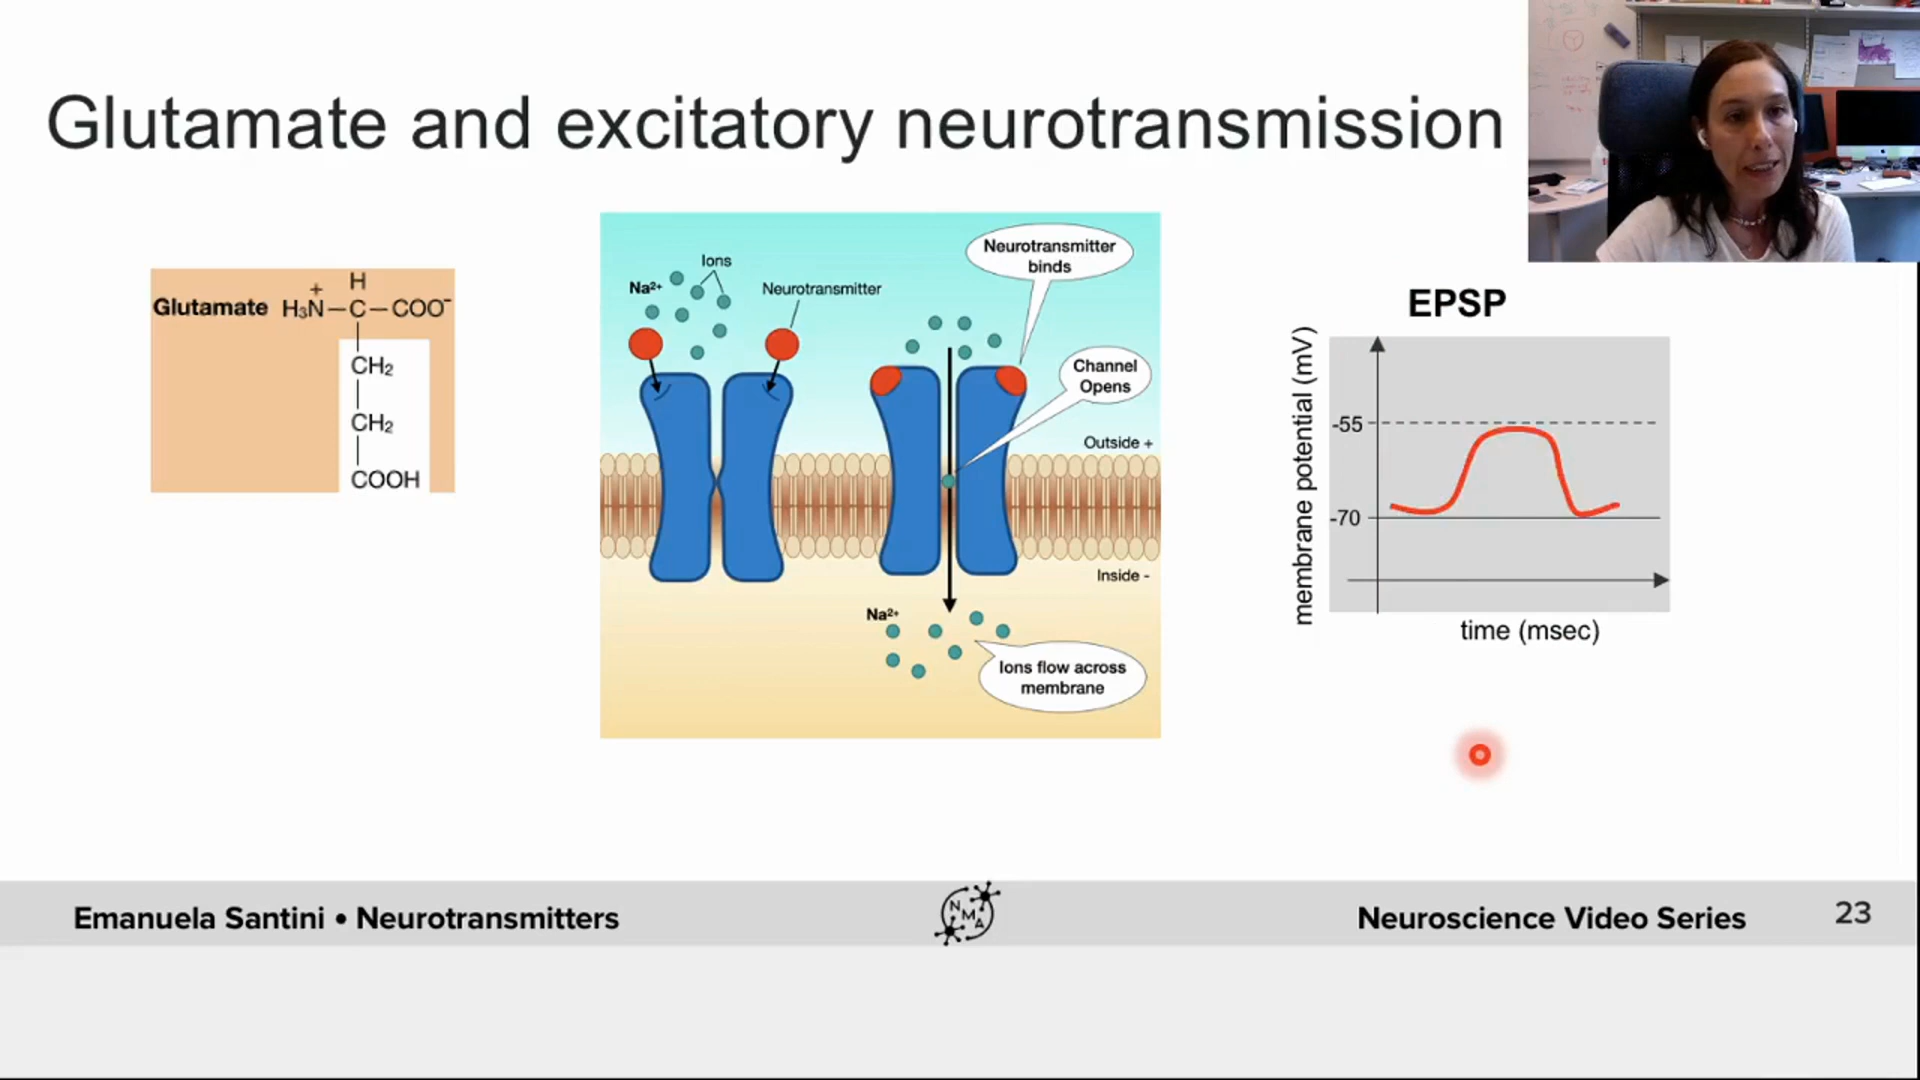 Glutamate and excitatory neurotransmission
Glutamate
H
+
H₃N—C—COO⁻
CH₂
CH₂
COOH
Ions
Na²⁺
Neurotransmitter
Neurotransmitter
binds
Channel
Opens
Outside +
Inside -
Na²⁺
Ions flow across
membrane
EPSP
membrane potential (mV)
-55
-70
time (msec)
Emanuela Santini • Neurotransmitters
N
M
A
Neuroscience Video Series
23